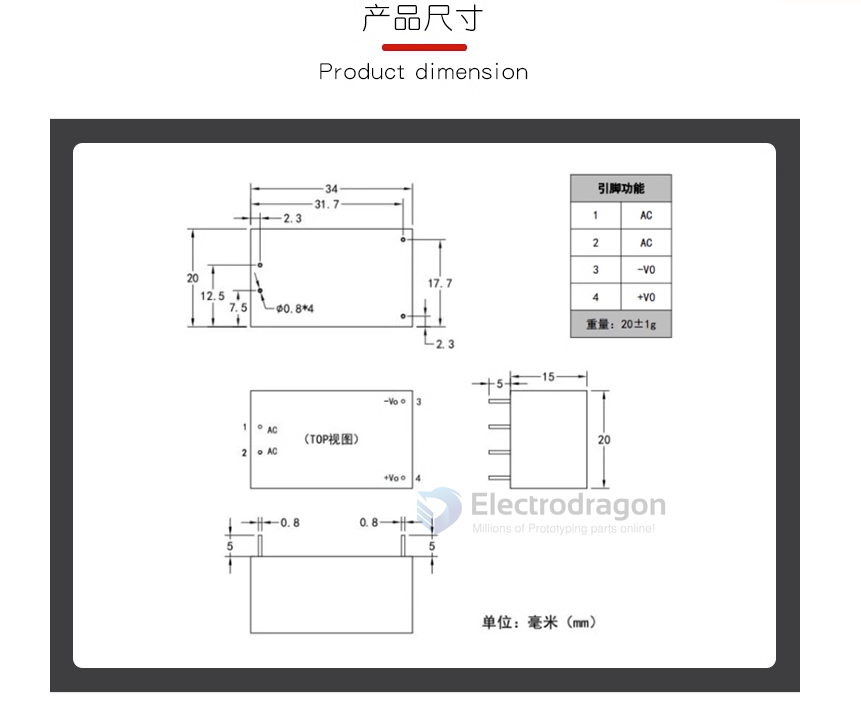 产品尺寸
Product dimension
34
31.7
2.3
20
12.5
7.5
Ø0.8*4
17.7
2.3
引脚功能
1 AC
2 AC
3 -VO
4 +VO
重量：20±1g
-Vo 3
1 AC
(TOP视图)
2 AC
+Vo 4
15
5
20
Electrodragon
Millions of Prototyping parts online!
0.8
0.8
5
5
单位：毫米（mm）